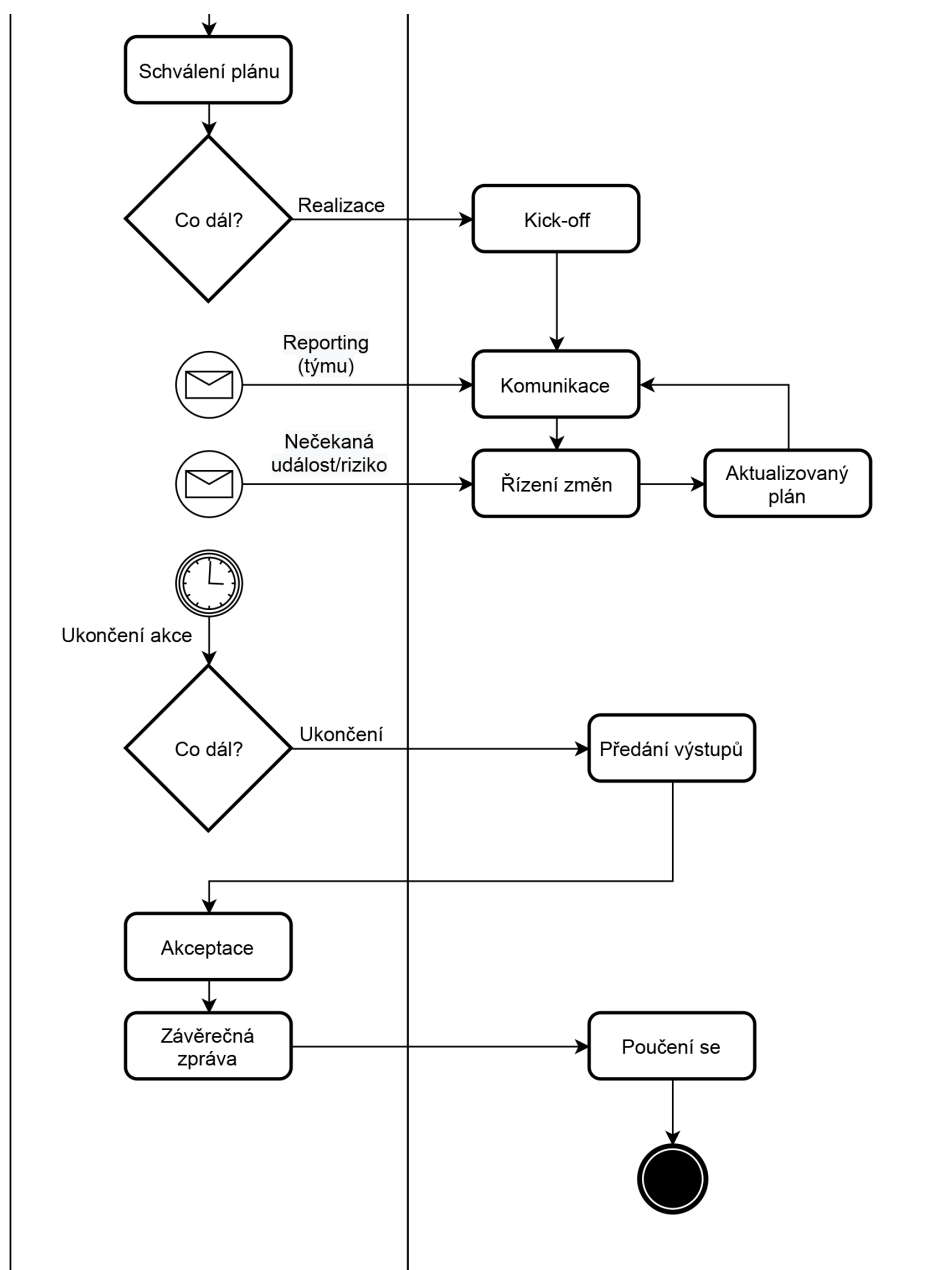 Schválení plánu
Co dál?
Realizace
Kick-off
Reporting
(týmu)
Komunikace
Nečekaná
událost/riziko
Řízení změn
Aktualizovaný
plán
Ukončení akce
Co dál?
Ukončení
Předání výstupů
Akceptace
Závěrečná
zpráva
Poučení se